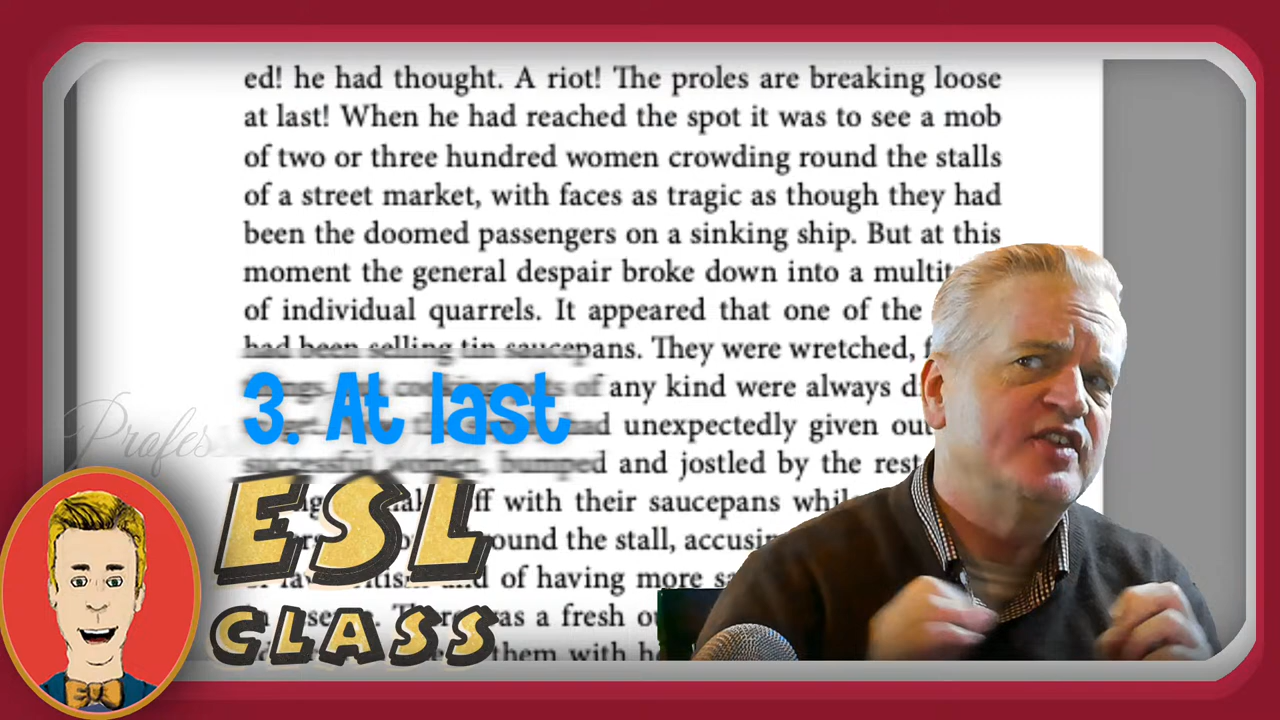 ed! he had thought. A riot! The proles are breaking loose
at last! When he had reached the spot it was to see a mob
of two or three hundred women crowding round the stalls
of a street market, with faces as tragic as though they had
been the doomed passengers on a sinking ship. But at this
moment the general despair broke down into a
of individual quarrels. It appeared that one of the
had been selling tin saucepans. They were wretched,
of any kind were always
3. At last
unexpectedly given
successful women, bumped and jostled by the rest
Profes
ESL
with their saucepans
round the stall,
and of having more
was a fresh
CLASS
them with